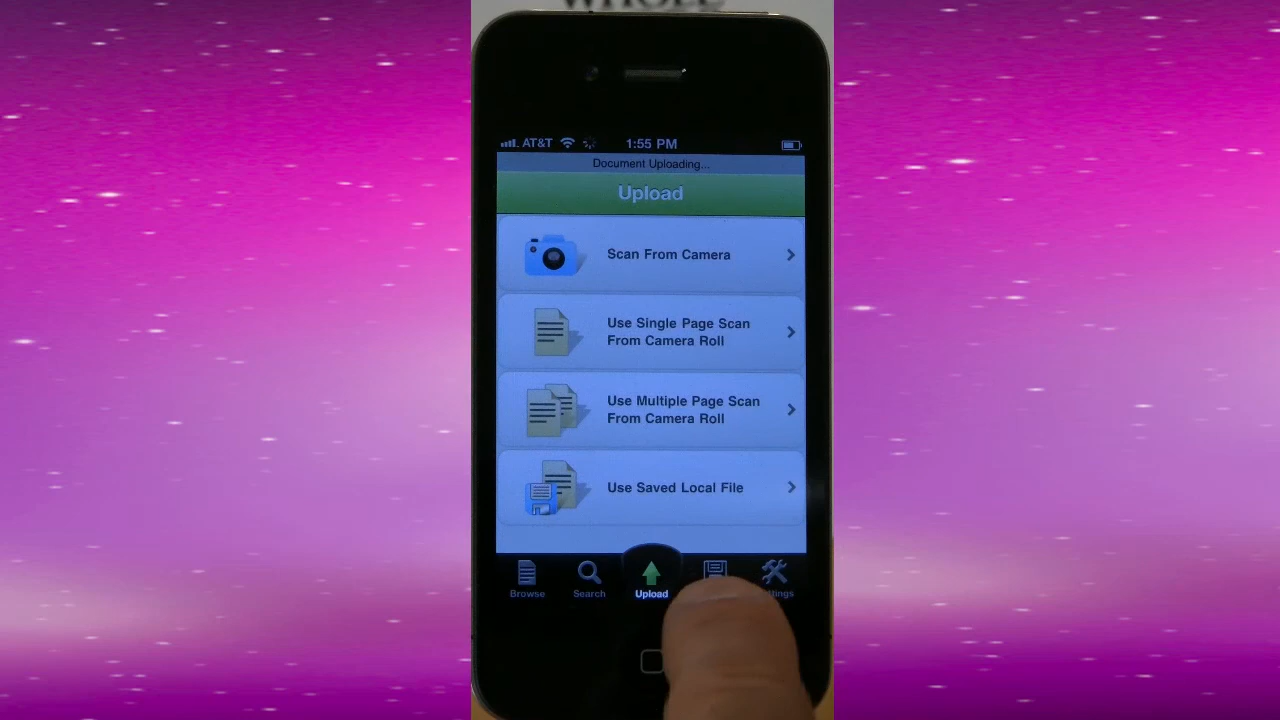 AT&T 1:55 PM
Document Uploading...
Upload
Scan From Camera
Use Single Page Scan
From Camera Roll
Use Multiple Page Scan
From Camera Roll
Use Saved Local File
Browse
Search
Upload